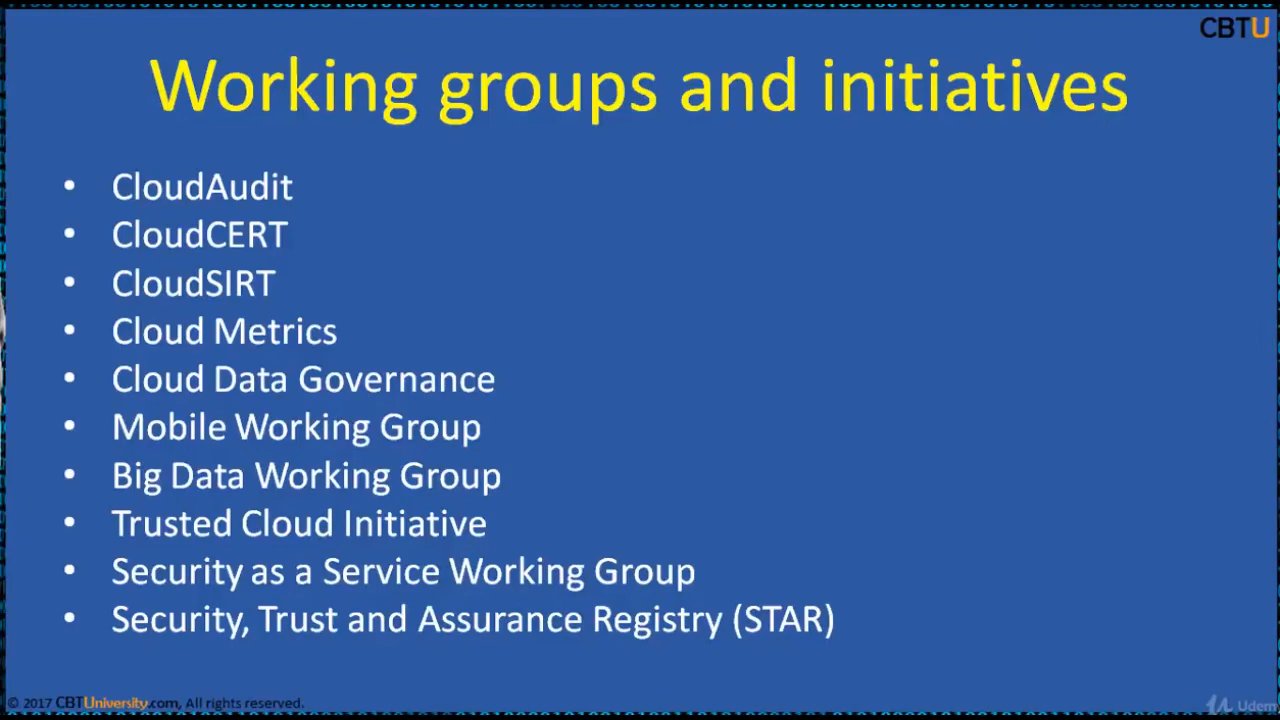 CBTU
Working groups and initiatives
• CloudAudit
• CloudCERT
• CloudSIRT
• Cloud Metrics
• Cloud Data Governance
• Mobile Working Group
• Big Data Working Group
• Trusted Cloud Initiative
• Security as a Service Working Group
• Security, Trust and Assurance Registry (STAR)
© 2017 CBTUniversity.com, All rights reserved.